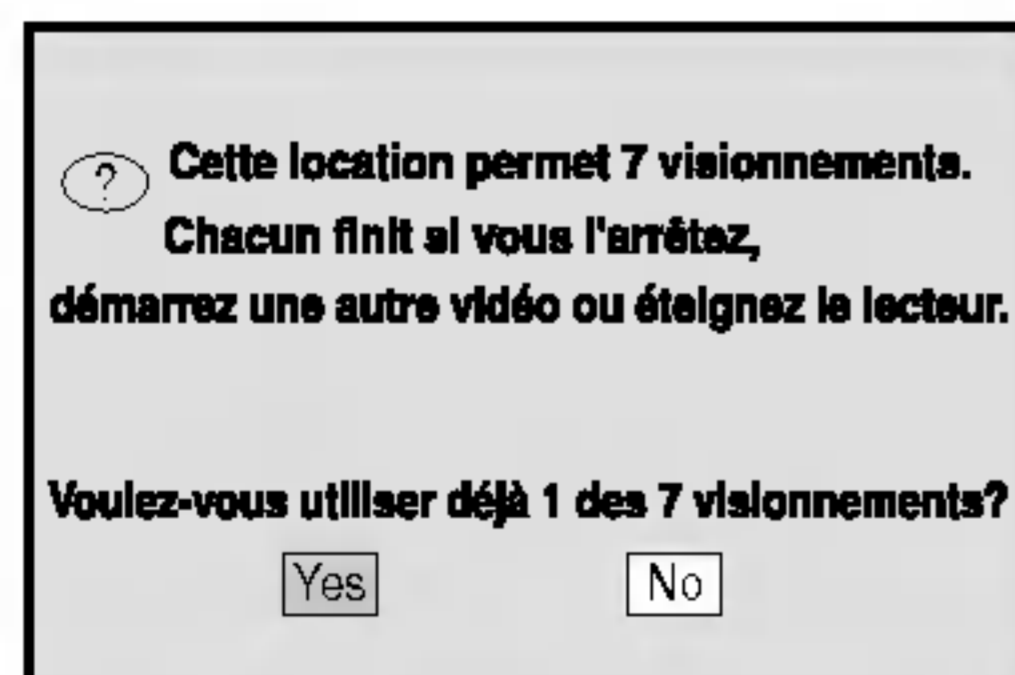 ? Cette location permet 7 visionnements.
Chacun finit si vous l'arrêtez,
démarrez une autre vidéo ou éteignez le lecteur.
Voulez-vous utiliser déjà 1 des 7 visionnements?
Yes No